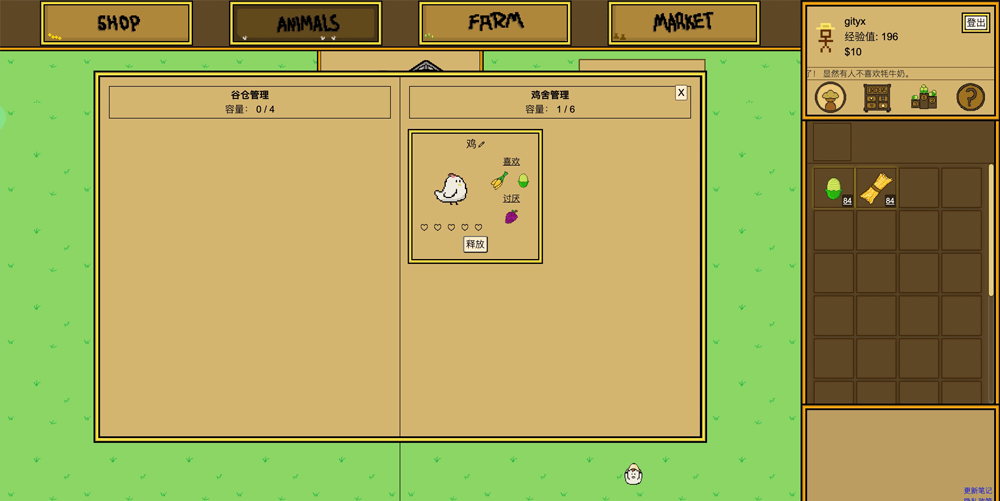 SHOP
ANIMALS
FARM
MARKET
gityx
登出
经验值: 196
$10
了！ 显然有人不喜欢牦牛奶。
谷仓管理
容量： 0 / 4
鸡舍管理
容量： 1 / 6
X
鸡
喜欢
讨厌
释放
84
84
更新笔记